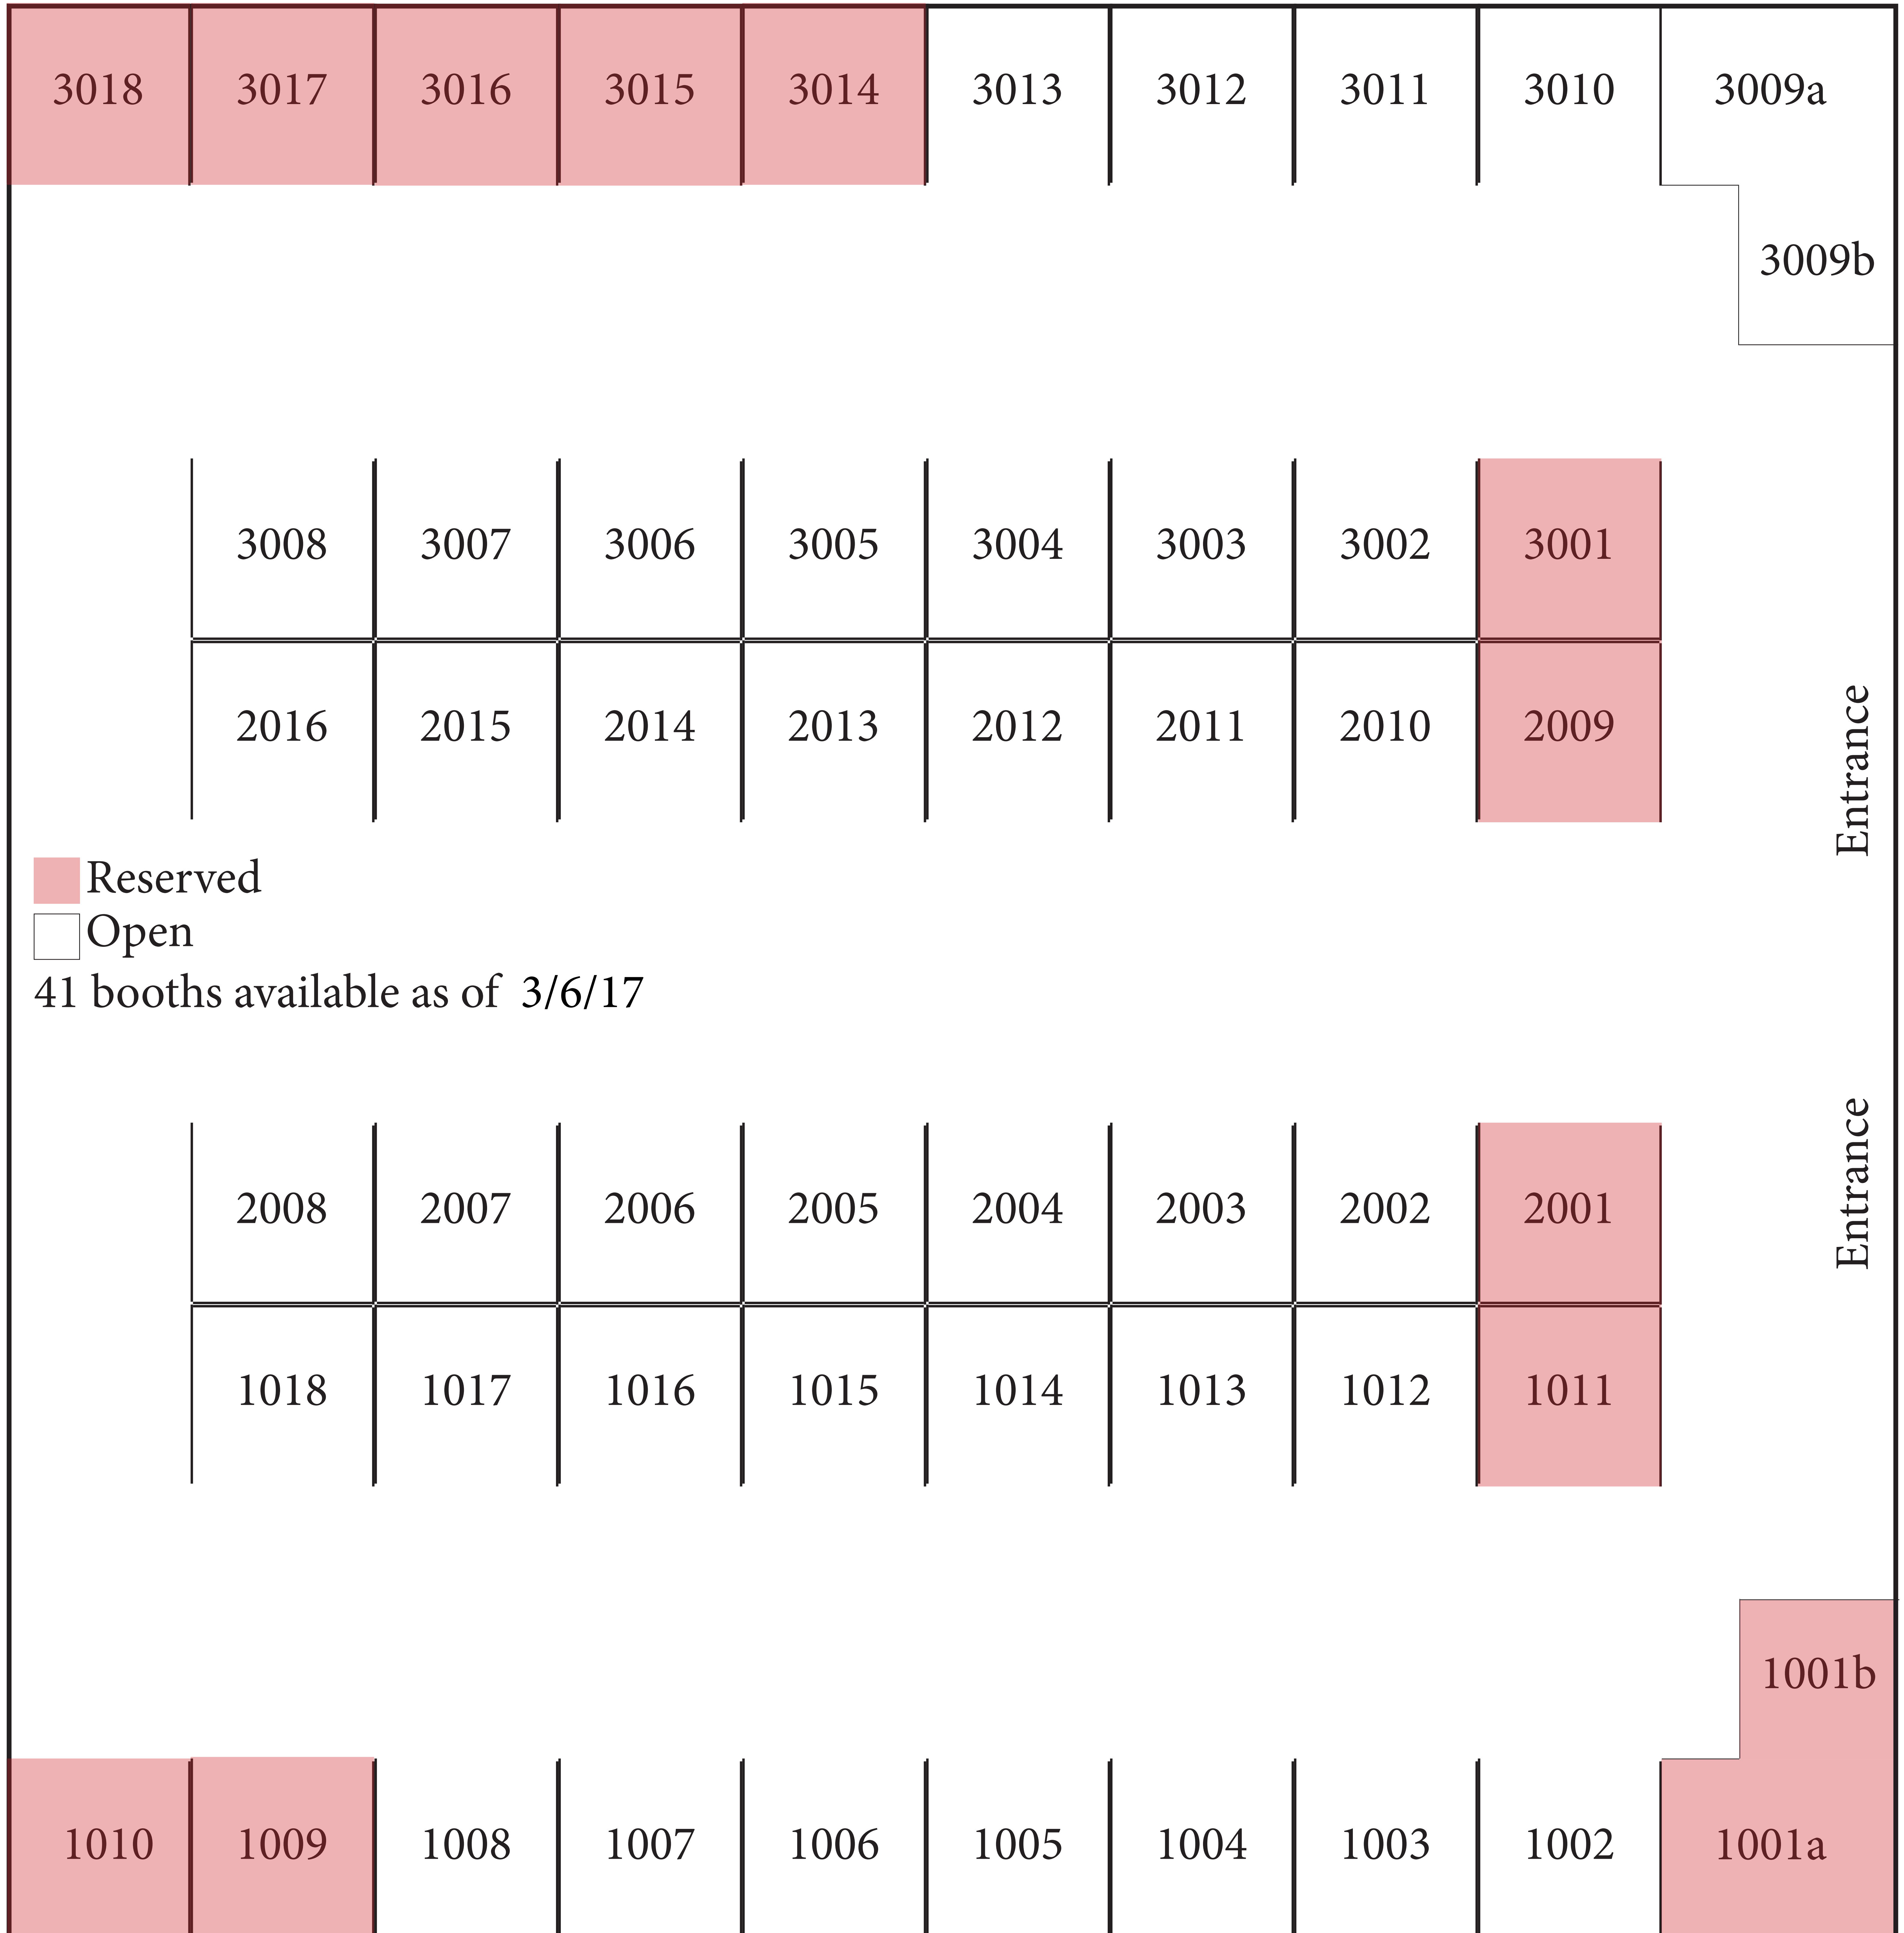 3018 3017 3016 3015 3014 3013 3012 3011 3010 3009a
3009b
3008 3007 3006 3005 3004 3003 3002 3001
2016 2015 2014 2013 2012 2011 2010 2009
Entrance
Reserved
Open
41 booths available as of 3/6/17
Entrance
2008 2007 2006 2005 2004 2003 2002 2001
1018 1017 1016 1015 1014 1013 1012 1011
1001b
1010 1009 1008 1007 1006 1005 1004 1003 1002 1001a